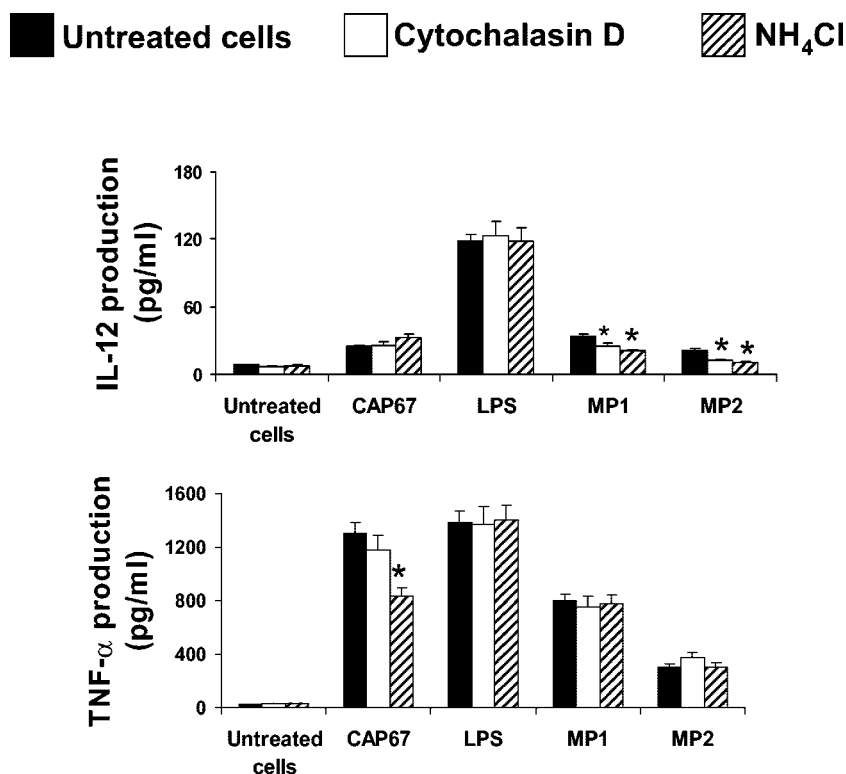 Untreated cells Cytochalasin D NH₄Cl
IL-12 production
(pg/ml)
180
120
60
0
* * * *
Untreated
cells
CAP67 LPS MP1 MP2
TNF-α production
(pg/ml)
1600
1200
800
400
0
*
Untreated
cells
CAP67 LPS MP1 MP2